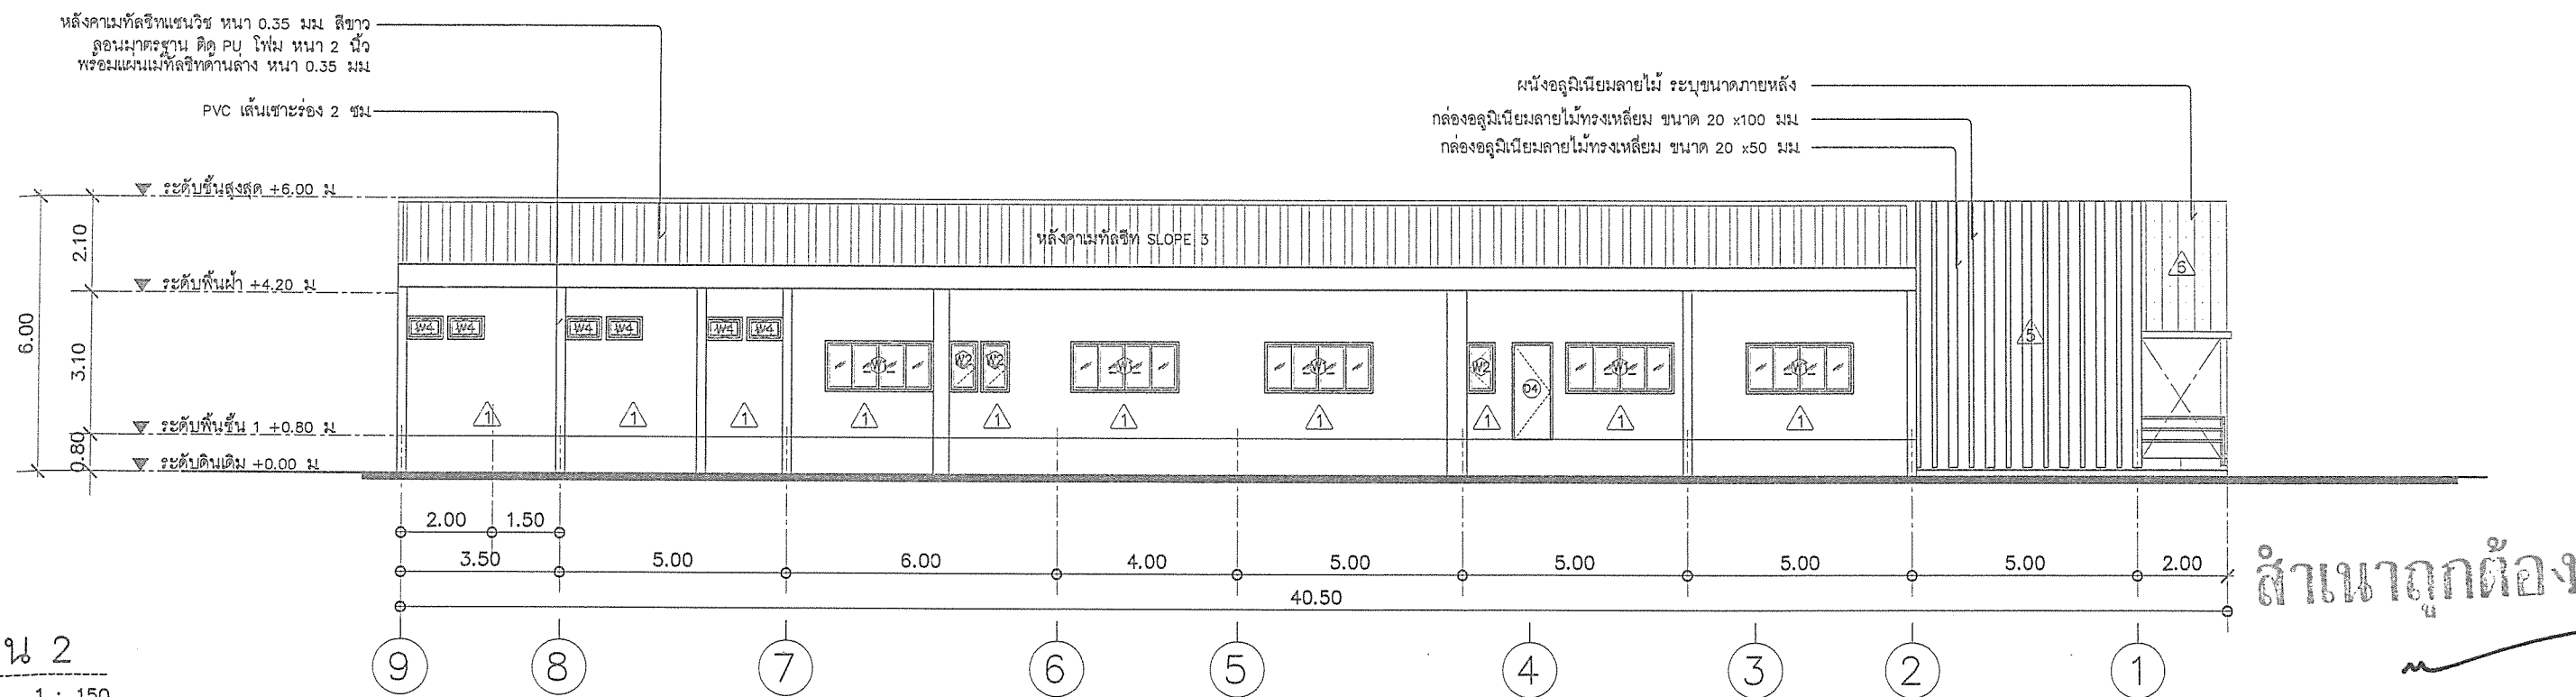 หลังคาเมทัลชีทแซนวิช หนา 0.35 มม. สีขาว
ลอนมาตรฐาน ติด PU โฟม หนา 2 นิ้ว
พร้อมแผ่นเมทัลชีทด้านล่าง หนา 0.35 มม.
PVC เส้นเซาะร่อง 2 ซม.
ผนังอลูมิเนียมลายไม้ ระบุขนาดภายหลัง
กล่องอลูมิเนียมลายไม้ทรงเหลี่ยม ขนาด 20 x100 มม.
กล่องอลูมิเนียมลายไม้ทรงเหลี่ยม ขนาด 20 x50 มม.
ระดับชั้นสูงสุด +6.00 ม.
หลังคาเมทัลชีท SLOPE 3
ระดับพื้นฝ้า +4.20 ม.
ระดับพื้นชั้น 1 +0.80 ม.
ระดับดินเดิม +0.00 ม.
6.00
2.10
3.10
0.80
W4 W4 W4 W4 W4 W4
W1 W2 W2 W1 W1 W2 D4 W1 W1
1 1 1 1 1 1 1 1 1 1
5
6
2.00 1.50
3.50 5.00 6.00 4.00 5.00 5.00 5.00 5.00 2.00
40.50
9 8 7 6 5 4 3 2 1
สำเนาถูกต้อง
น 2
1 : 150